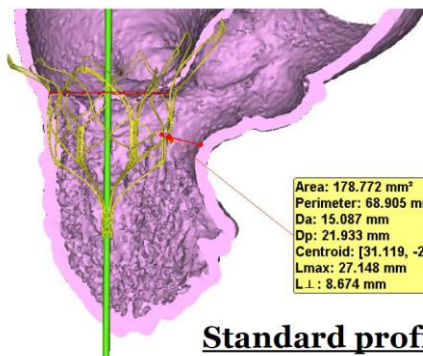 Area: 178.772 mm²
Perimeter: 68.905
Da: 15.087 mm
Dp: 21.933 mm
Centroid: [31.119,
Lmax: 27.148 mm
L⊥: 8.674 mm
Standard